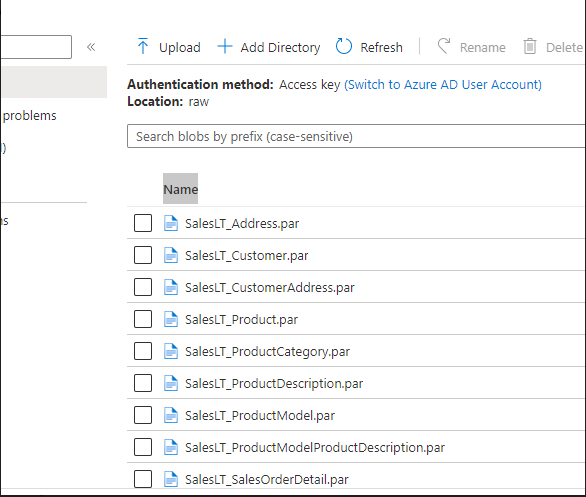 « Upload + Add Directory Refresh Rename Delete
Authentication method: Access key (Switch to Azure AD User Account)
Location: raw
problems
Search blobs by prefix (case-sensitive)
)
Name
ns
SalesLT_Address.par
SalesLT_Customer.par
SalesLT_CustomerAddress.par
SalesLT_Product.par
SalesLT_ProductCategory.par
SalesLT_ProductDescription.par
SalesLT_ProductModel.par
SalesLT_ProductModelProductDescription.par
SalesLT_SalesOrderDetail.par